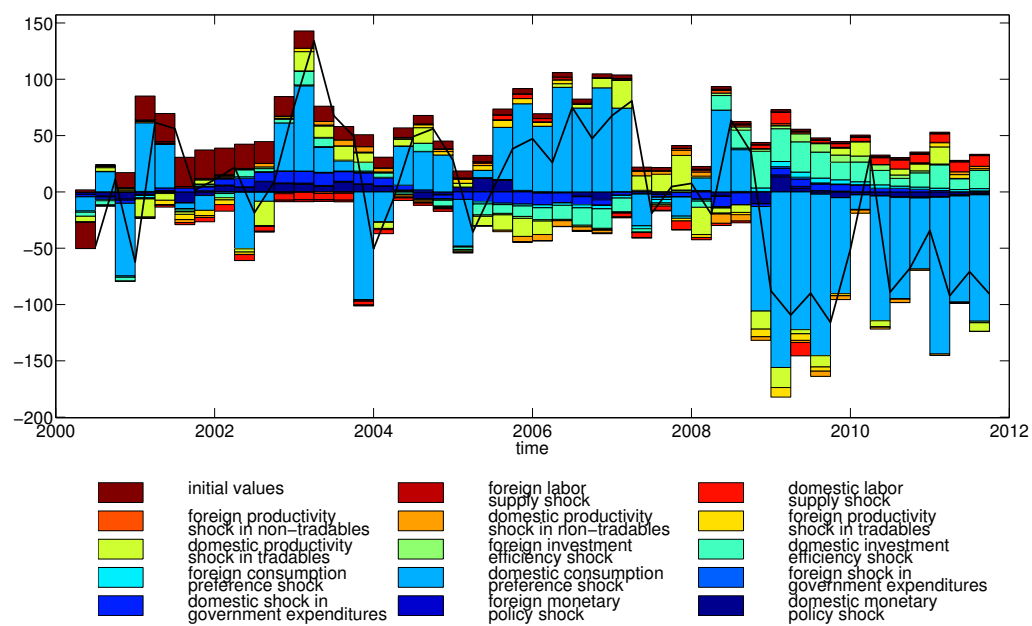 150
100
50
0
−50
−100
−150
−200
2000
2002
2004
2006
2008
2010
2012
time
initial values
foreign labor
supply shock
domestic labor
supply shock
foreign productivity
shock in non−tradables
domestic productivity
shock in non−tradables
foreign productivity
shock in tradables
domestic productivity
shock in tradables
foreign investment
efficiency shock
domestic investment
efficiency shock
foreign consumption
preference shock
domestic consumption
preference shock
foreign shock in
government expenditures
domestic shock in
government expenditures
foreign monetary
policy shock
domestic monetary
policy shock